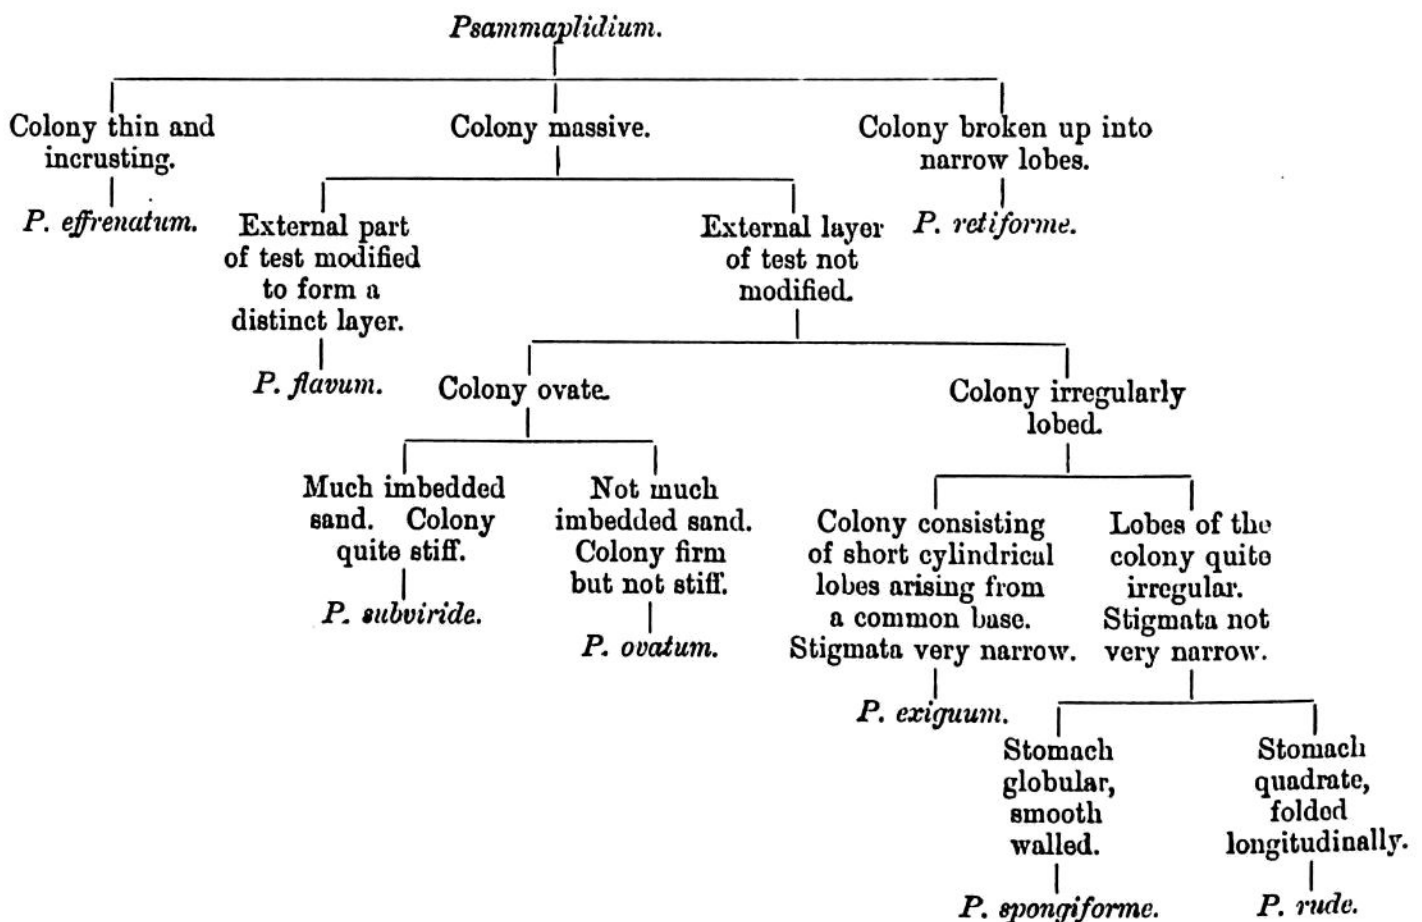 Psammaplidium.
Colony thin and
incrusting.
P. effrenatum.
Colony massive.
Colony broken up into
narrow lobes.
P. retiforme.
External part
of test modified
to form a
distinct layer.
P. flavum.
External layer
of test not
modified.
Colony ovate.
Colony irregularly
lobed.
Much imbedded
sand. Colony
quite stiff.
P. subviride.
Not much
imbedded sand.
Colony firm
but not stiff.
P. ovatum.
Colony consisting
of short cylindrical
lobes arising from
a common base.
Stigmata very narrow.
P. exiguum.
Lobes of the
colony quite
irregular.
Stigmata not
very narrow.
Stomach
globular,
smooth
walled.
P. spongiforme.
Stomach
quadrate,
folded
longitudinally.
P. rude.